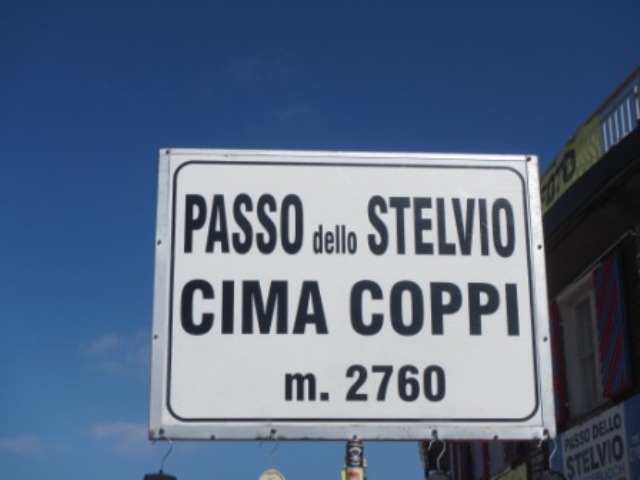 PASSO dello STELVIO
CIMA COPPI
m. 2760
PASSO DELLO
STELVIO